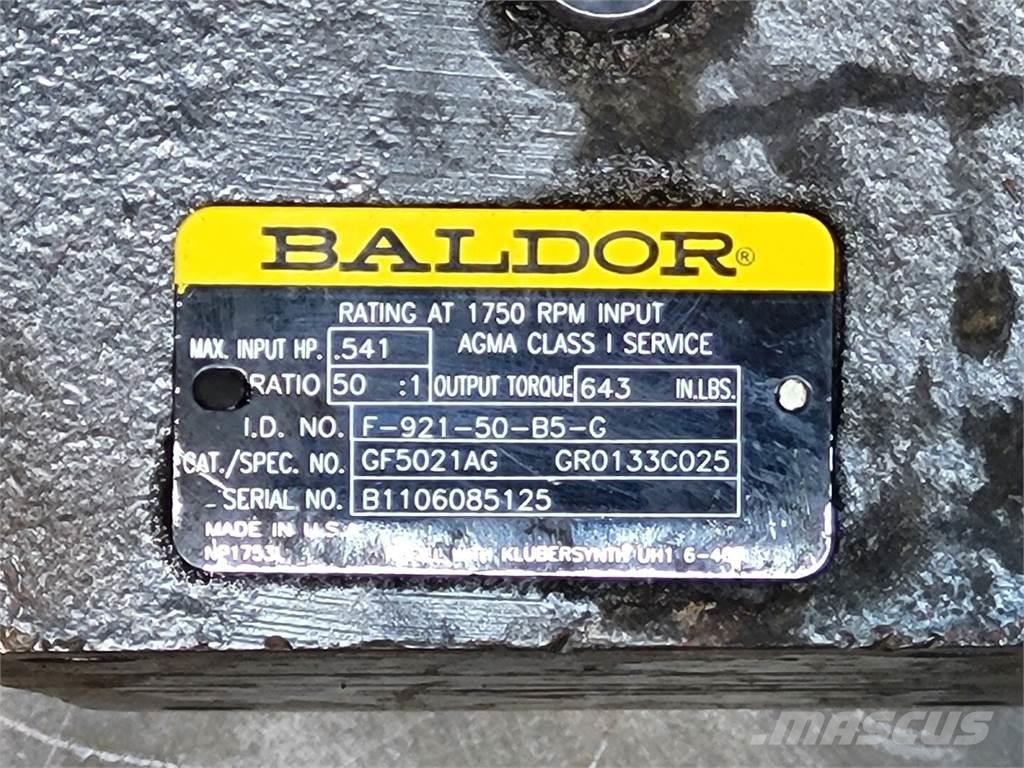 BALDOR®
RATING AT 1750 RPM INPUT
MAX. INPUT HP. .541 AGMA CLASS I SERVICE
RATIO 50 :1 OUTPUT TORQUE 643 IN.LBS.
I.D. NO. F-921-50-B5-G
CAT./SPEC. NO. GF5021AG GR0133C025
SERIAL NO. B1106085125
MADE IN U.S.A.
NP1753L WITH KLUBERSYNTH UH1
MASCUS